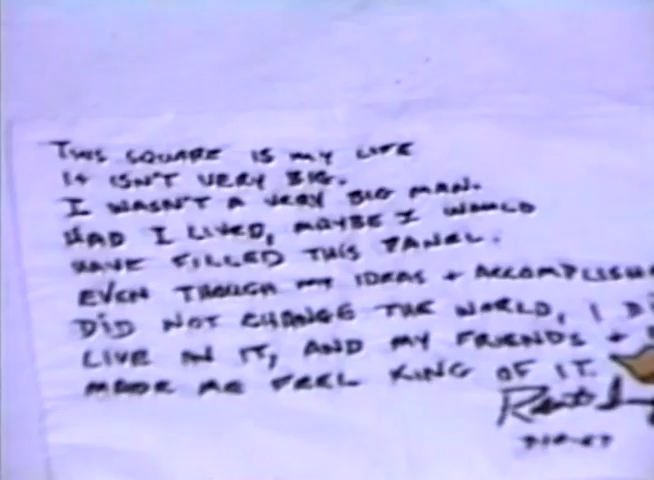 THIS SQUARE IS MY LIFE
It ISN'T VERY BIG.
I WASN'T A VERY BIG MAN.
HAD I LIVED, MAYBE I WOULD
HAVE FILLED THIS PANEL.
EVEN THOUGH MY IDEAS + ACCOMPLISHM
DID NOT CHANGE THE WORLD, I DI
LIVE IN IT, AND MY FRIENDS +
MADE ME FEEL KING OF IT.